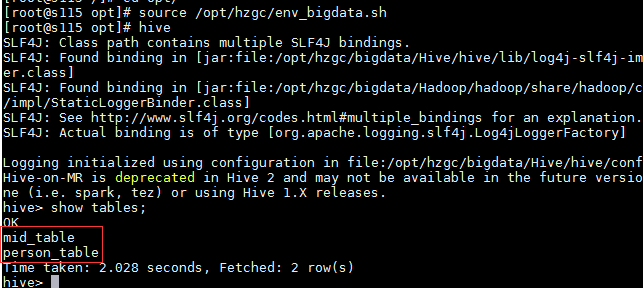 [root@s115 opt]# source /opt/hzgc/env_bigdata.sh
[root@s115 opt]# hive
SLF4J: Class path contains multiple SLF4J bindings.
SLF4J: Found binding in [jar:file:/opt/hzgc/bigdata/Hive/hive/lib/log4j-slf4j-im
er.class]
SLF4J: Found binding in [jar:file:/opt/hzgc/bigdata/Hadoop/hadoop/share/hadoop/c
/impl/StaticLoggerBinder.class]
SLF4J: See http://www.slf4j.org/codes.html#multiple_bindings for an explanation.
SLF4J: Actual binding is of type [org.apache.logging.slf4j.Log4jLoggerFactory]

Logging initialized using configuration in file:/opt/hzgc/bigdata/Hive/hive/conf
Hive-on-MR is deprecated in Hive 2 and may not be available in the future versio
ne (i.e. spark, tez) or using Hive 1.X releases.
hive> show tables;
OK
mid_table
person_table
Time taken: 2.028 seconds, Fetched: 2 row(s)
hive>